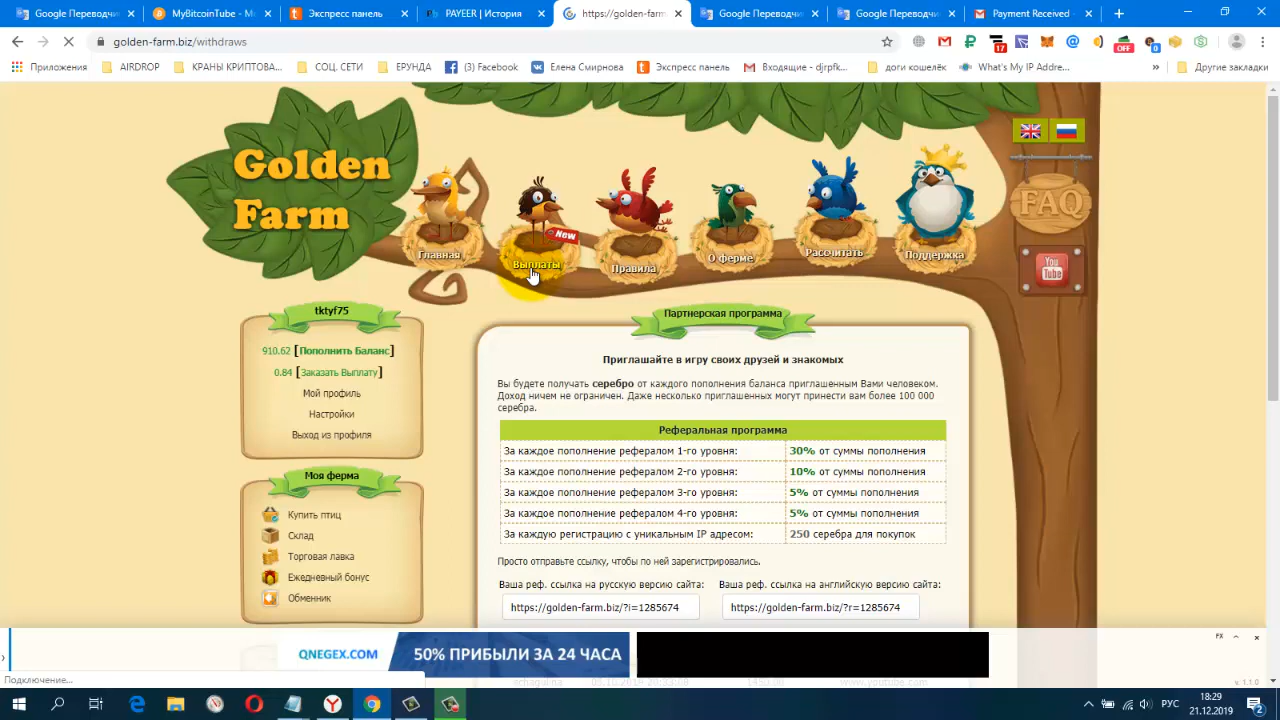 Google Переводчи
MyBitcoinTube - M
Экспресс панель
PAYEER | История
https://golden-farm.b
Google Переводчи
Google Переводчи
Payment Received -
golden-farm.biz/withdraws
17
OFF
0
Приложения
AIRDROP
КРАНЫ КРИПТОВА...
СОЦ. СЕТИ
ЕРУНДА
(3) Facebook
Елена Смирнова
Экспресс панель
Входящие - djrpfk...
доги кошелёк
What's My IP Addre...
»
Другие закладки
Golden
Farm
Главная
New
Выплаты
Правила
О ферме
Рассчитать
Поддержка
FAQ
You
Tube
tktyf75
910.62 [Пополнить Баланс]
0.84 [Заказать Выплату]
Мой профиль
Настройки
Выход из профиля
Моя ферма
Купить птиц
Склад
Торговая лавка
Ежедневный бонус
Обменник
Партнерская программа
Приглашайте в игру своих друзей и знакомых
Вы будете получать серебро от каждого пополнения баланса приглашенным Вами человеком.
Доход ничем не ограничен. Даже несколько приглашенных могут принести вам более 100 000
серебра.
Реферальная программа
За каждое пополнение рефералом 1-го уровня: 30% от суммы пополнения
За каждое пополнение рефералом 2-го уровня: 10% от суммы пополнения
За каждое пополнение рефералом 3-го уровня: 5% от суммы пополнения
За каждое пополнение рефералом 4-го уровня: 5% от суммы пополнения
За каждую регистрацию с уникальным IP адресом: 250 серебра для покупок
Просто отправьте ссылку, чтобы по ней зарегистрировались.
Ваша реф. ссылка на русскую версию сайта:
Ваша реф. ссылка на английскую версию сайта:
https://golden-farm.biz/?i=1285674
https://golden-farm.biz/?r=1285674
QNEGEX.COM
50% ПРИБЫЛИ ЗА 24 ЧАСА
FX
Подключение...
v. 1.1.0
РУС
18:29
21.12.2019
2